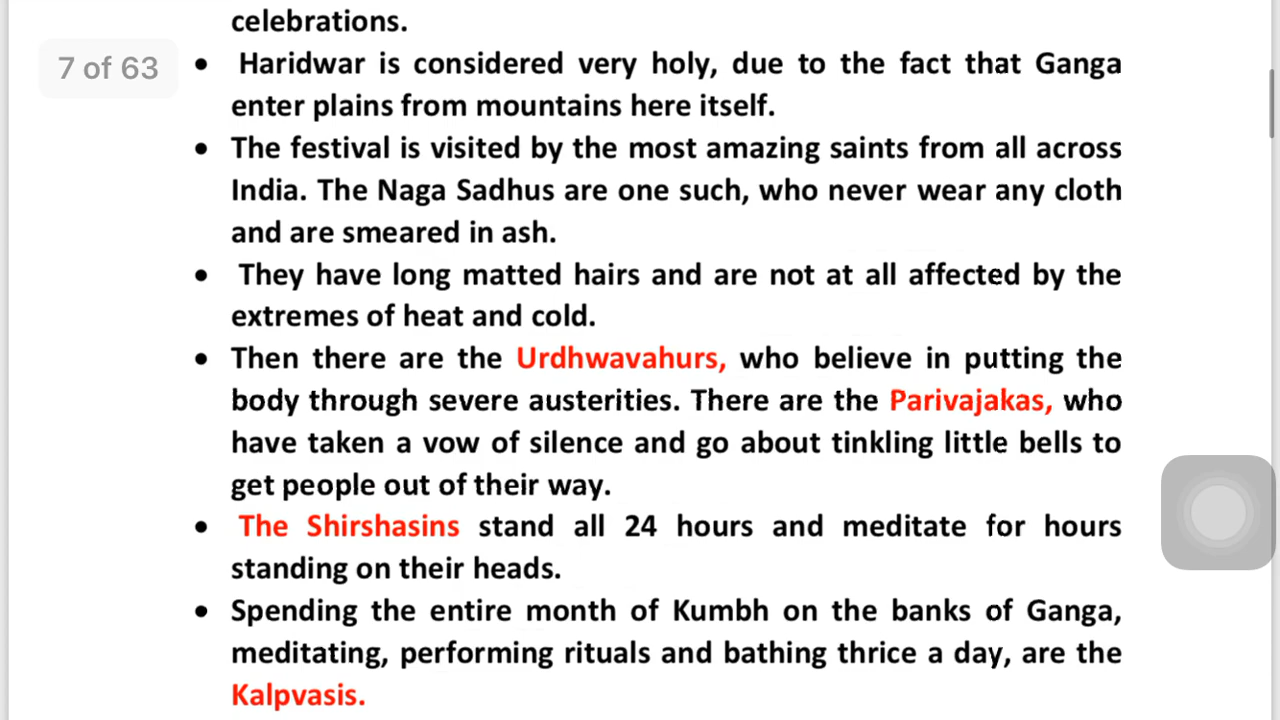 celebrations.
7 of 63
• Haridwar is considered very holy, due to the fact that Ganga
enter plains from mountains here itself.
• The festival is visited by the most amazing saints from all across
India. The Naga Sadhus are one such, who never wear any cloth
and are smeared in ash.
• They have long matted hairs and are not at all affected by the
extremes of heat and cold.
• Then there are the Urdhwavahurs, who believe in putting the
body through severe austerities. There are the Parivajakas, who
have taken a vow of silence and go about tinkling little bells to
get people out of their way.
• The Shirshasins stand all 24 hours and meditate for hours
standing on their heads.
• Spending the entire month of Kumbh on the banks of Ganga,
meditating, performing rituals and bathing thrice a day, are the
Kalpvasis.